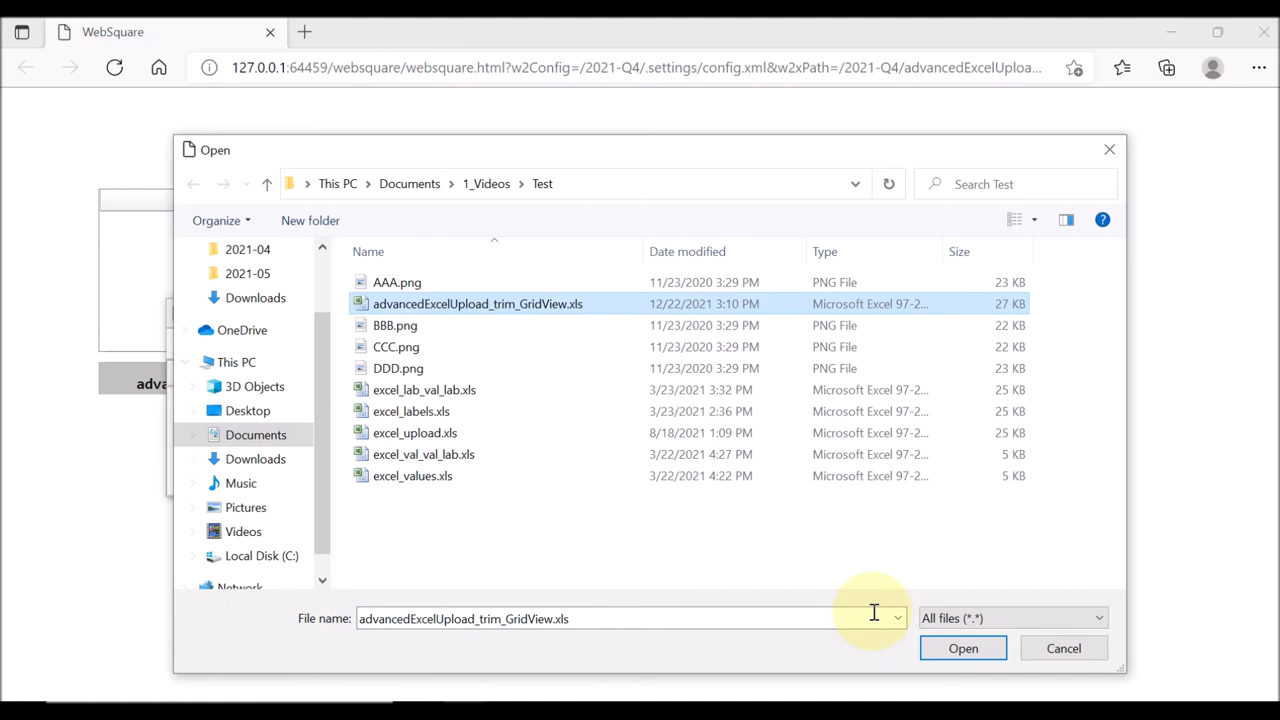 WebSquare
127.0.0.1:64459/websquare/websquare.html?w2Config=/2021-Q4/.settings/config.xml&w2xPath=/2021-Q4/advancedExcelUploa...
Open
This PC > Documents > 1_Videos > Test
Search Test
Organize
New folder
Name Date modified Type Size
2021-04
2021-05
Downloads
OneDrive
This PC
3D Objects
Desktop
Documents
Downloads
Music
Pictures
Videos
Local Disk (C:)
Network
AAA.png 11/23/2020 3:29 PM PNG File 23 KB
advancedExcelUpload_trim_GridView.xls 12/22/2021 3:10 PM Microsoft Excel 97-2... 27 KB
BBB.png 11/23/2020 3:29 PM PNG File 22 KB
CCC.png 11/23/2020 3:29 PM PNG File 22 KB
DDD.png 11/23/2020 3:29 PM PNG File 23 KB
excel_lab_val_lab.xls 3/23/2021 3:32 PM Microsoft Excel 97-2... 25 KB
excel_labels.xls 3/23/2021 2:36 PM Microsoft Excel 97-2... 25 KB
excel_upload.xls 8/18/2021 1:09 PM Microsoft Excel 97-2... 25 KB
excel_val_val_lab.xls 3/22/2021 4:27 PM Microsoft Excel 97-2... 5 KB
excel_values.xls 3/22/2021 4:22 PM Microsoft Excel 97-2... 5 KB
adva
File name: advancedExcelUpload_trim_GridView.xls
All files (*.*)
Open
Cancel